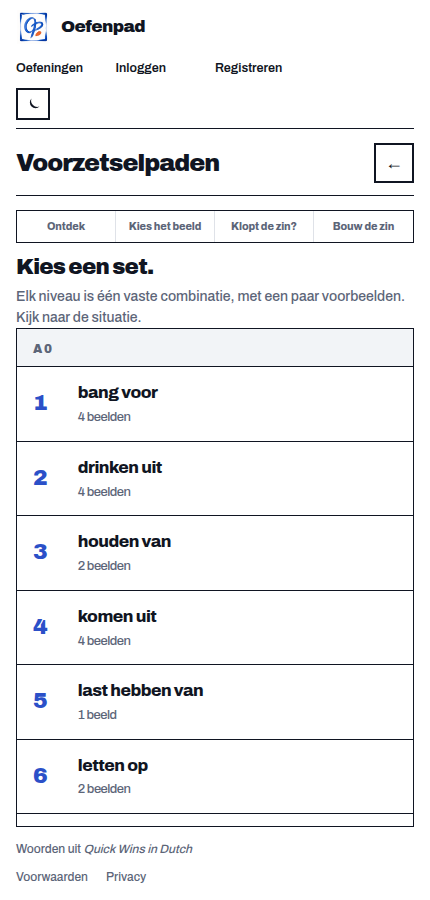 Oefenpad
Oefeningen Inloggen Registreren
Voorzetselpaden
←
Ontdek Kies het beeld Klopt de zin? Bouw de zin
Kies een set.
Elk niveau is één vaste combinatie, met een paar voorbeelden.
Kijk naar de situatie.
A0
1 bang voor
4 beelden
2 drinken uit
4 beelden
3 houden van
2 beelden
4 komen uit
4 beelden
5 last hebben van
1 beeld
6 letten op
2 beelden
Woorden uit Quick Wins in Dutch
Voorwaarden Privacy